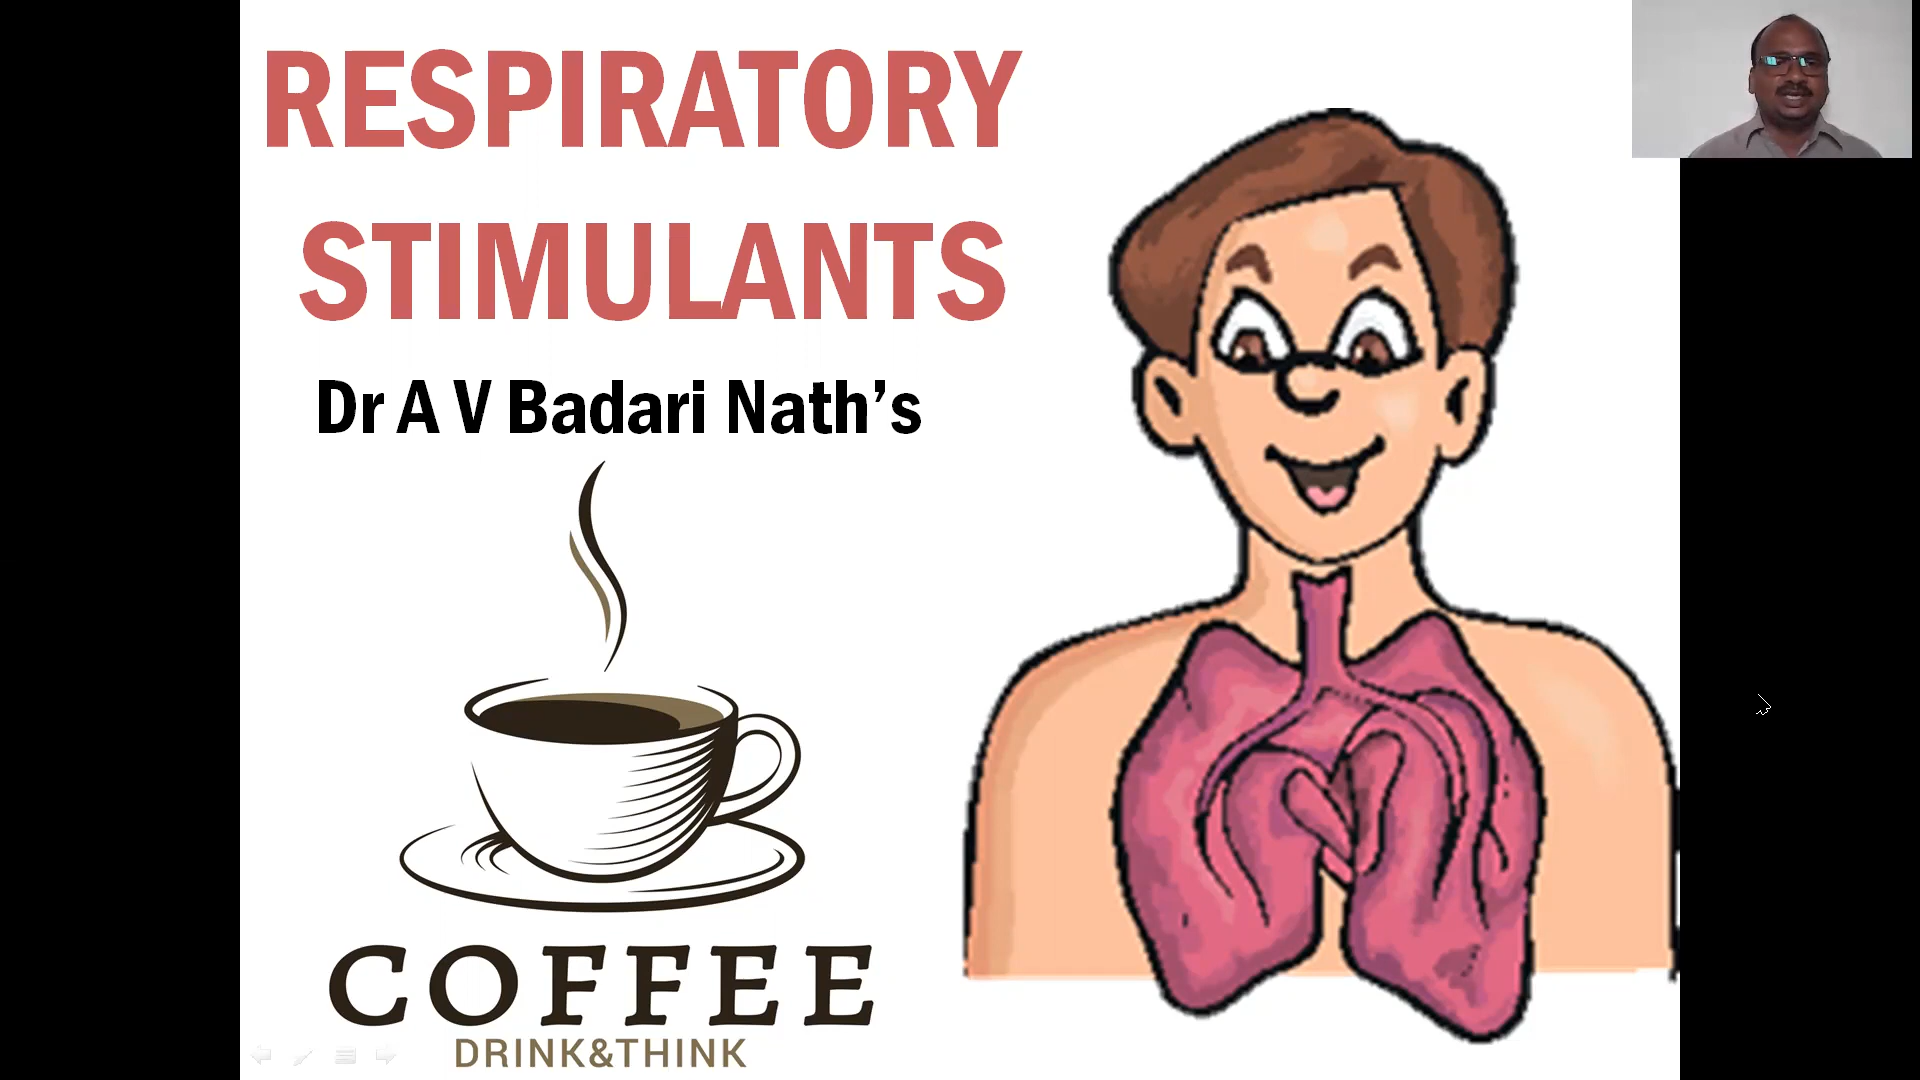 RESPIRATORY
STIMULANTS
Dr A V Badari Nath’s
COFFEE
DRINK&THINK